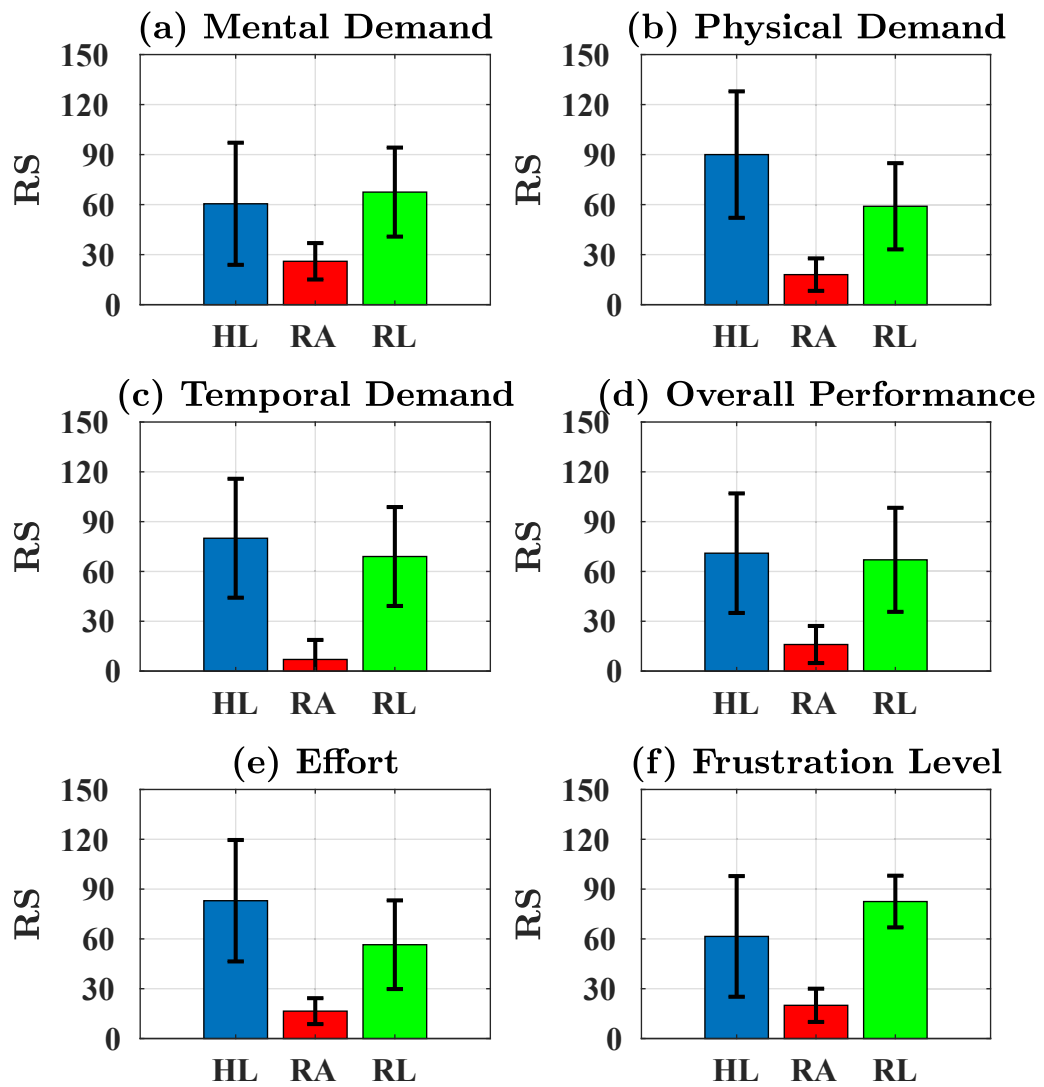 (a) Mental Demand
150
120
90
60
30
0
RS
HL RA RL
(b) Physical Demand
150
120
90
60
30
0
RS
HL RA RL
(c) Temporal Demand
150
120
90
60
30
0
RS
HL RA RL
(d) Overall Performance
150
120
90
60
30
0
RS
HL RA RL
(e) Effort
150
120
90
60
30
0
RS
HL RA RL
(f) Frustration Level
150
120
90
60
30
0
RS
HL RA RL